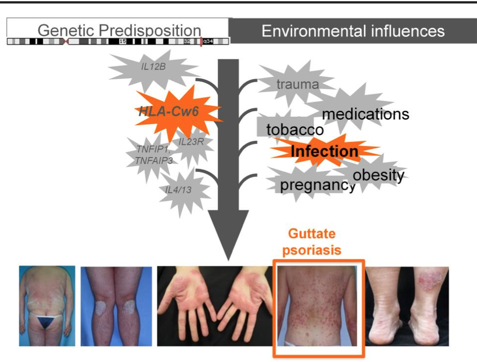 Genetic Predisposition
Environmental influences
IL12B
HLA-Cw6
IL23R
TNFIP1
TNFAIP3
IL4/13
trauma
medications
tobacco
Infection
obesity
pregnancy
Guttate
psoriasis